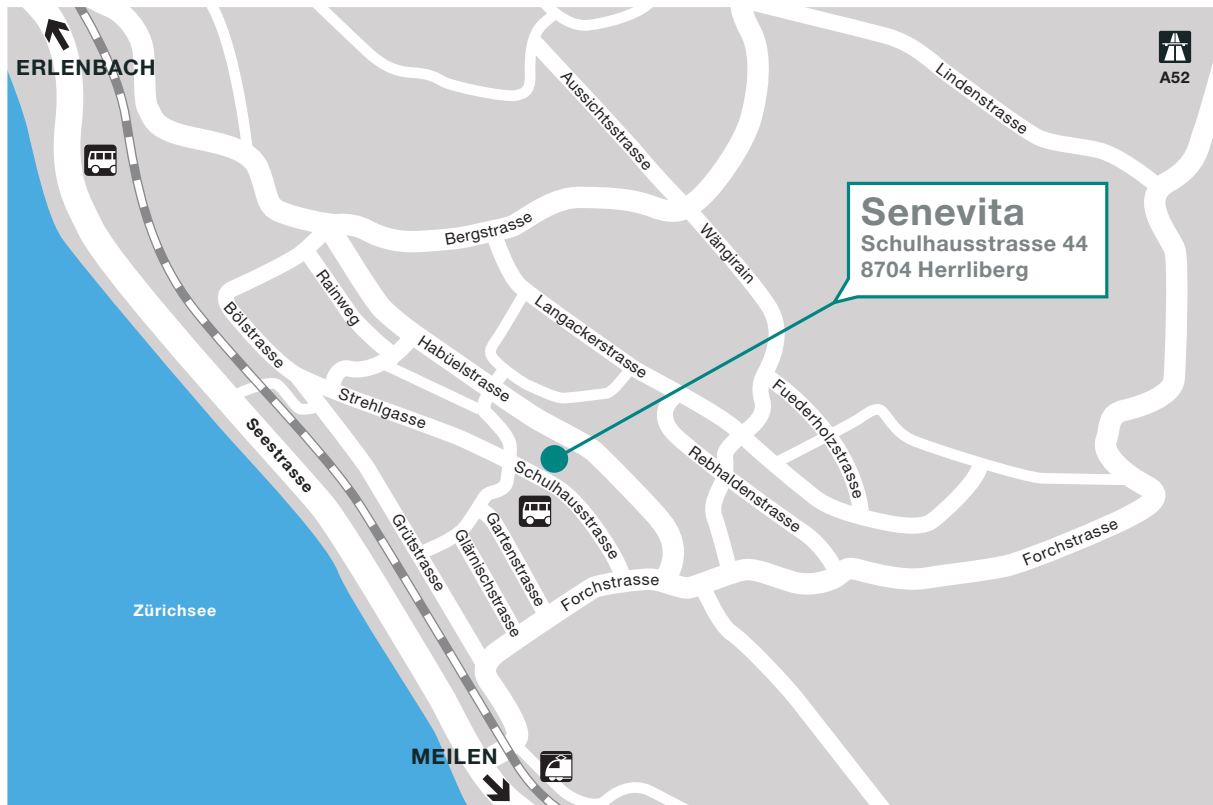 ERLENBACH
A52
Lindenstrasse
Aussichtsstrasse
Senevita
Schulhausstrasse 44
8704 Herrliberg
Bergstrasse
Wängirain
Rainweg
Bölstrasse
Langackerstrasse
Habüelstrasse
Strehlgasse
Fuederholzstrasse
Seestrasse
Rebhaldenstrasse
Schulhausstrasse
Grütstrasse
Gartenstrasse
Glärnischstrasse
Forchstrasse
Forchstrasse
Zürichsee
MEILEN